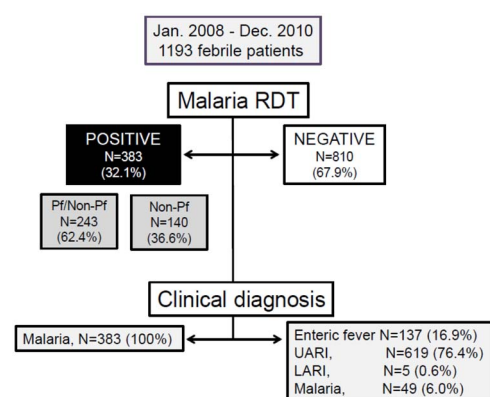 Jan. 2008 - Dec. 2010
1193 febrile patients
Malaria RDT
POSITIVE
N=383
(32.1%)
NEGATIVE
N=810
(67.9%)
Pf/Non-Pf
N=243
(62.4%)
Non-Pf
N=140
(36.6%)
Clinical diagnosis
Malaria, N=383 (100%)
Enteric fever N=137 (16.9%)
UARI, N=619 (76.4%)
LARI, N=5 (0.6%)
Malaria, N=49 (6.0%)